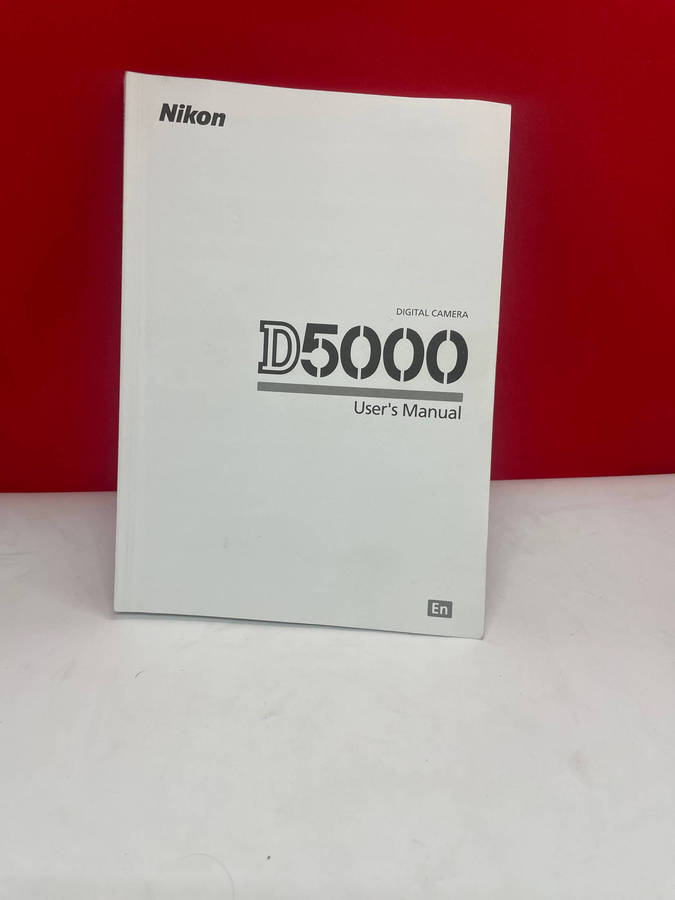 Nikon
DIGITAL CAMERA
D5000
User's Manual
En